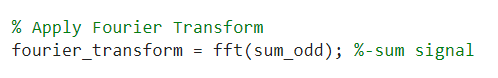 % Apply Fourier Transform
fourier_transform = fft(sum_odd); %-sum signal